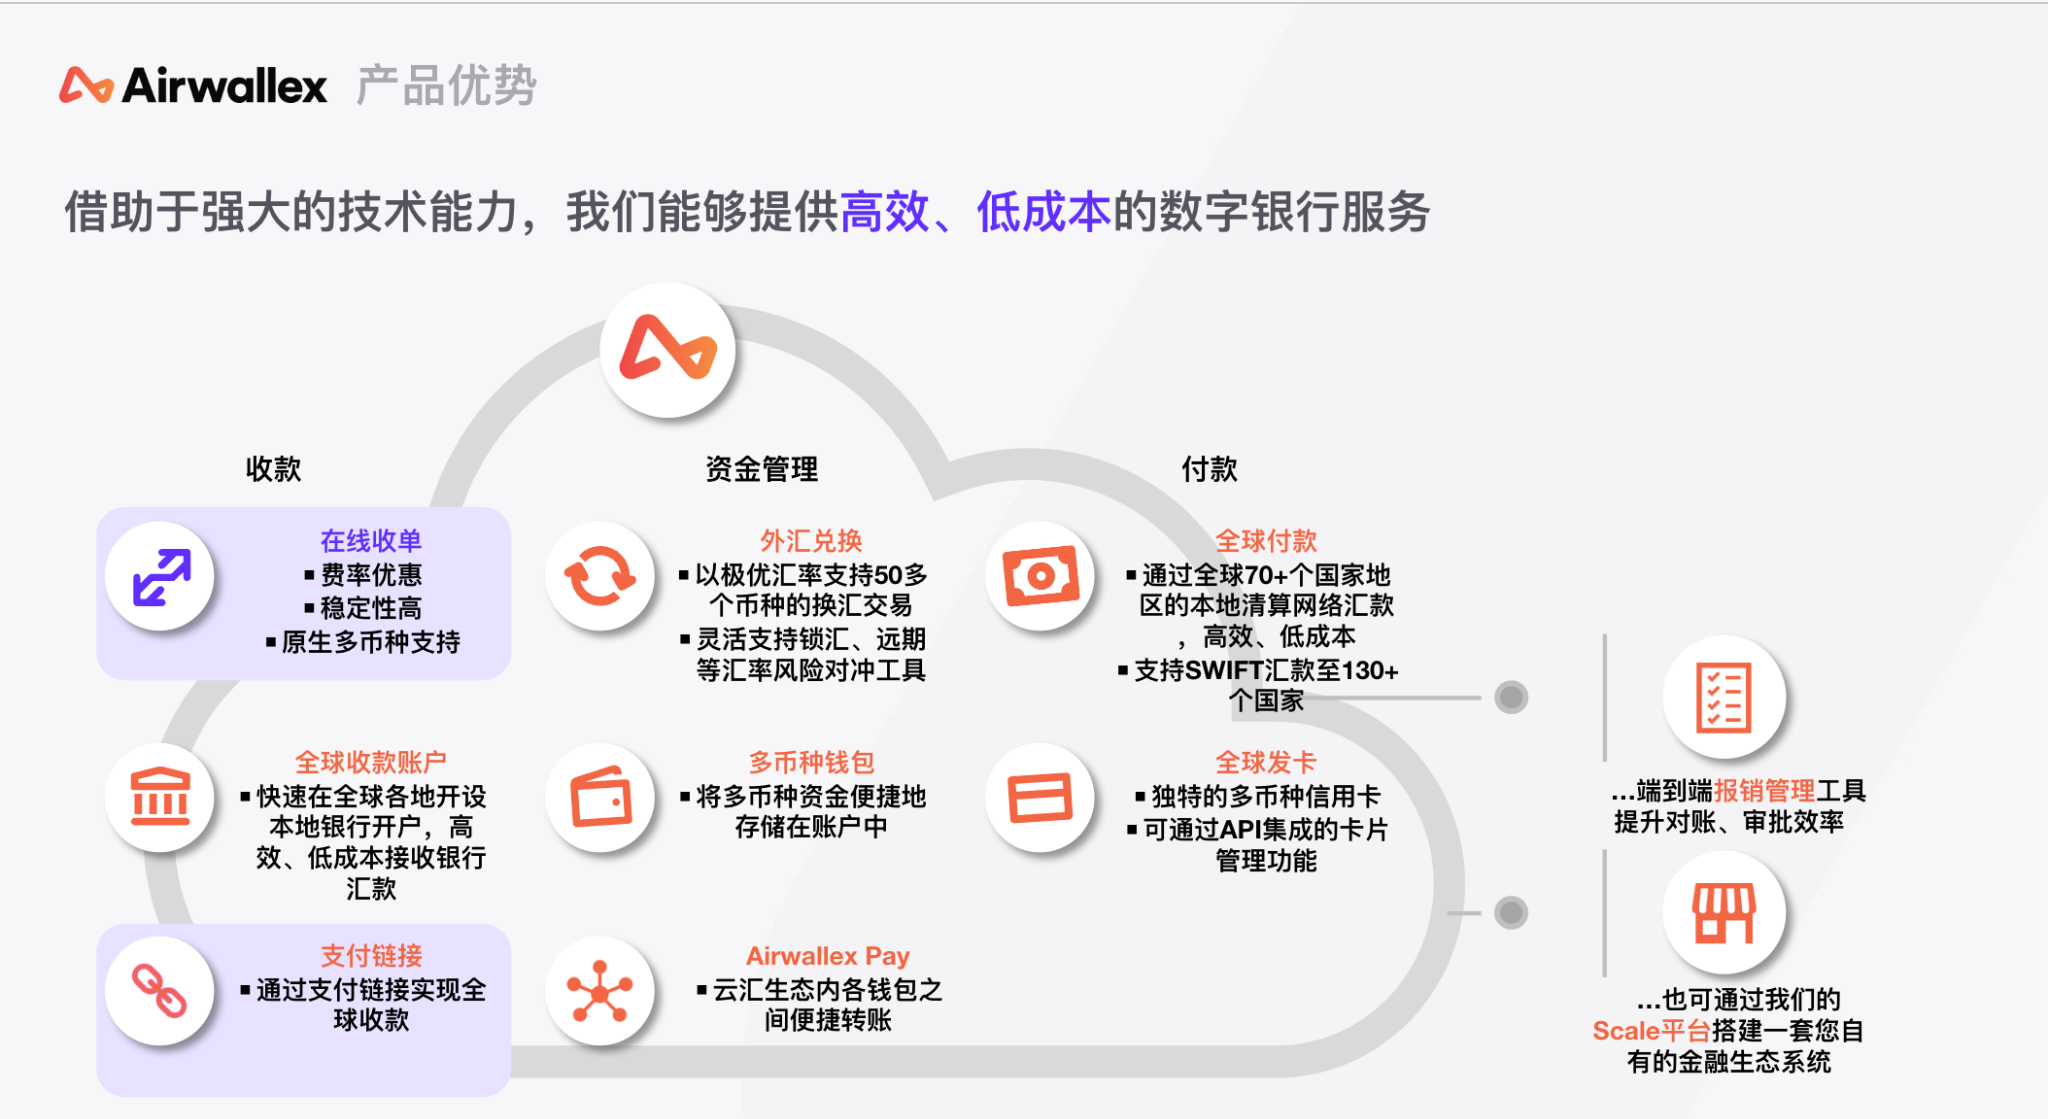 Airwallex 产品优势
借助于强大的技术能力，我们能够提供高效、低成本的数字银行服务
收款
在线收单
▪ 费率优惠
▪ 稳定性高
▪ 原生多币种支持
全球收款账户
▪ 快速在全球各地开设
本地银行开户，高
效、低成本接收银行
汇款
支付链接
▪ 通过支付链接实现全
球收款
资金管理
外汇兑换
▪ 以极优汇率支持50多
个币种的换汇交易
▪ 灵活支持锁汇、远期
等汇率风险对冲工具
多币种钱包
▪ 将多币种资金便捷地
存储在账户中
Airwallex Pay
▪ 云汇生态内各钱包之
间便捷转账
付款
全球付款
▪ 通过全球70+个国家地
区的本地清算网络汇款
，高效、低成本
▪ 支持SWIFT汇款至130+
个国家
全球发卡
▪ 独特的多币种信用卡
▪ 可通过API集成的卡片
管理功能
...端到端报销管理工具
提升对账、审批效率
...也可通过我们的
Scale平台搭建一套您自
有的金融生态系统